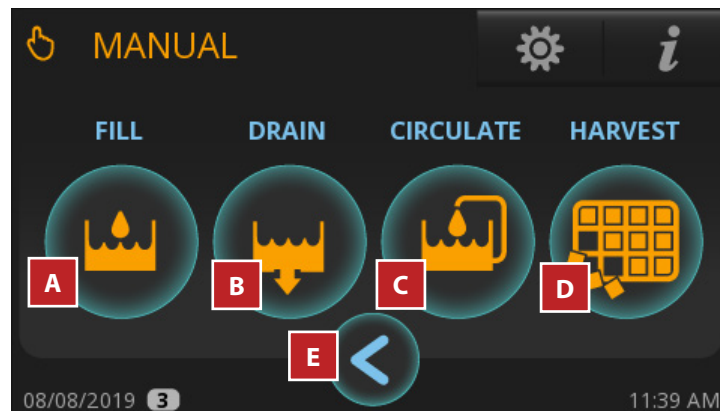 MANUAL i
FILL DRAIN CIRCULATE HARVEST
A B C D
E
08/08/2019 3 11:39 AM